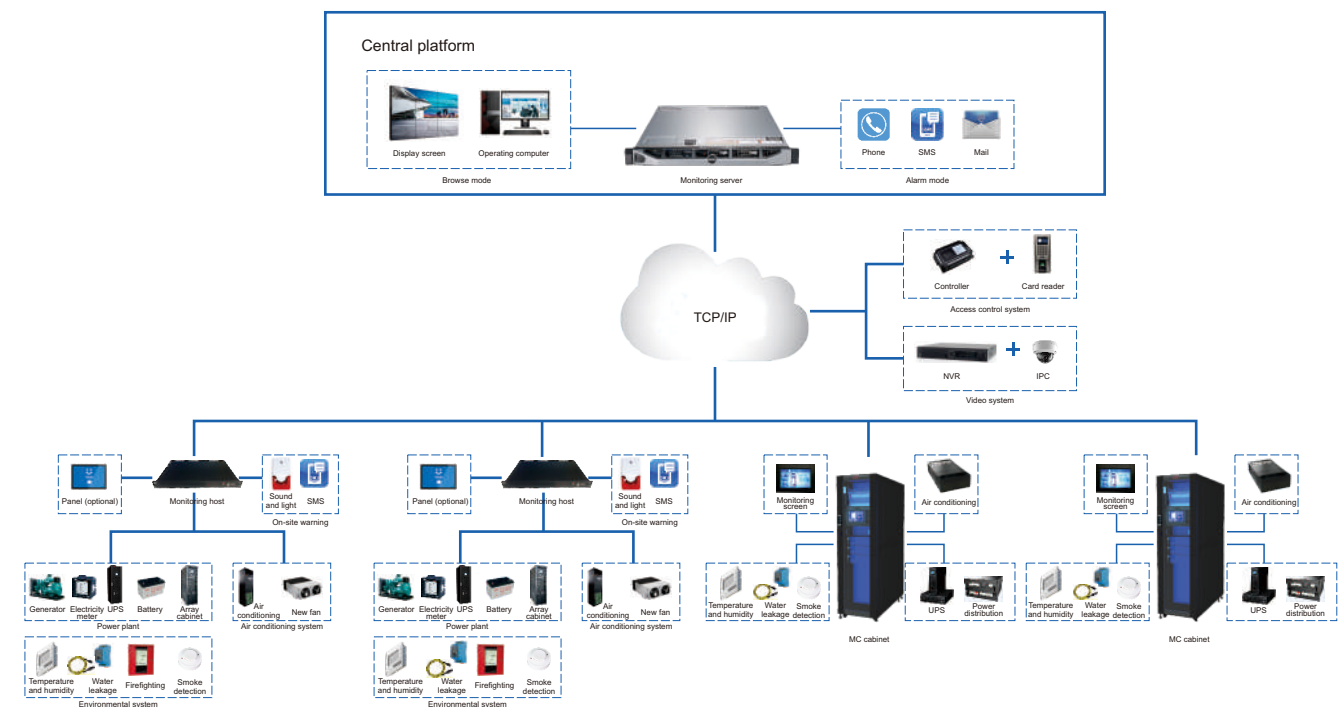 Central platform
Display screen
Operating computer
Phone
SMS
Mail
Browse mode
Monitoring server
Alarm mode
TCP/IP
Controller
Card reader
Access control system
NVR
IPC
Video system
Panel (optional)
Monitoring host
Sound
and light
SMS
On-site warning
Panel (optional)
Monitoring host
Sound
and light
SMS
On-site warning
Monitoring
screen
Air conditioning
Monitoring
screen
Air conditioning
Generator
Electricity
meter
UPS
Battery
Array
cabinet
Power plant
Air
conditioning
New fan
Air conditioning system
Generator
Electricity
meter
UPS
Battery
Array
cabinet
Power plant
Air
conditioning
New fan
Air conditioning system
Temperature
and humidity
Water
leakage
Smoke
detection
UPS
Power
distribution
MC cabinet
Temperature
and humidity
Water
leakage
Smoke
detection
UPS
Power
distribution
MC cabinet
Temperature
and humidity
Water
leakage
Firefighting
Smoke
detection
Environmental system
Temperature
and humidity
Water
leakage
Firefighting
Smoke
detection
Environmental system